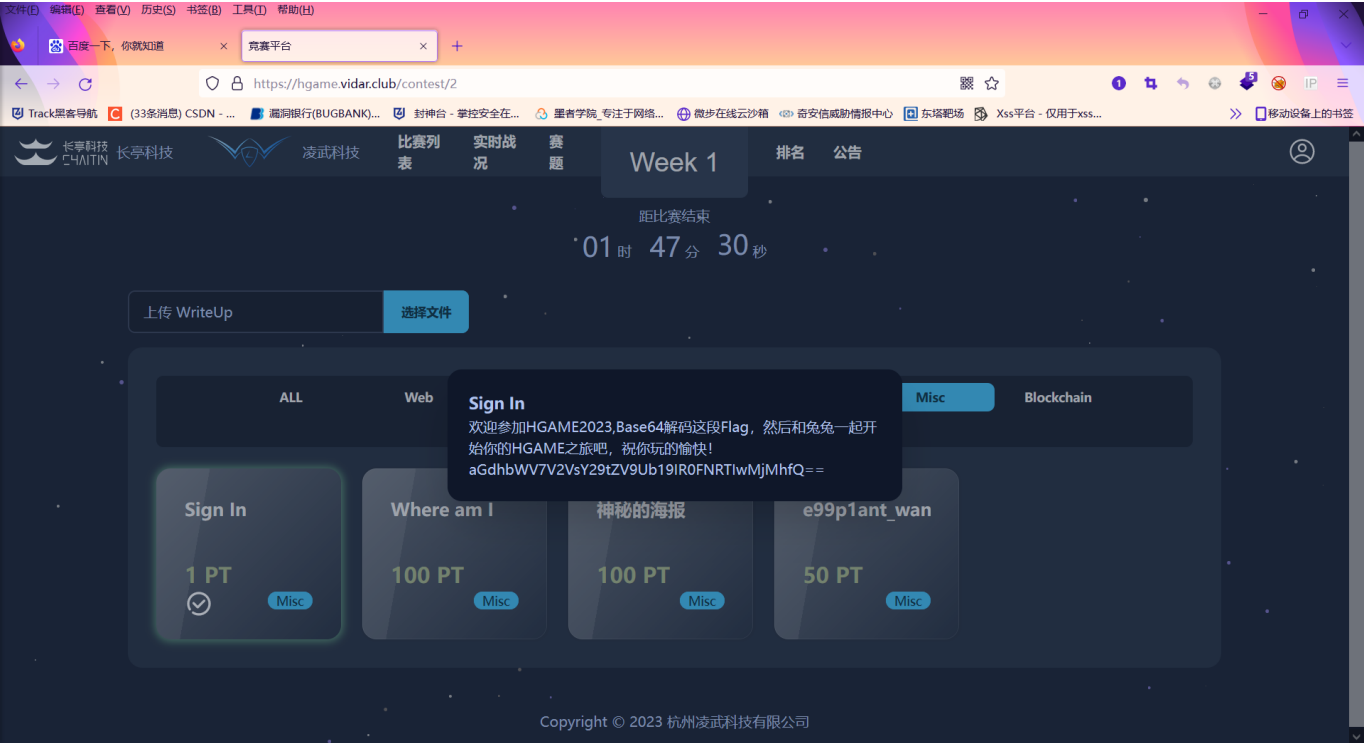 文件(F) 编辑(E) 查看(V) 历史(S) 书签(B) 工具(T) 帮助(H)
百度一下，你就知道
竞赛平台
https://hgame.vidar.club/contest/2
1
5
IP
Track黑客导航
(33条消息) CSDN - ...
漏洞银行(BUGBANK)...
封神台 - 掌控安全在...
墨者学院_专注于网络...
微步在线云沙箱
奇安信威胁情报中心
东塔靶场
Xss平台 - 仅用于xss...
移动设备上的书签
长亭科技
CHAITIN
长亭科技
凌武科技
比赛列
表
实时战
况
赛
题
Week 1
排名
公告
距比赛结束
01 时 47 分 30 秒
上传 WriteUp
选择文件
ALL
Web
Misc
Blockchain
Sign In
欢迎参加HGAME2023,Base64解码这段Flag，然后和兔兔一起开
始你的HGAME之旅吧，祝你玩的愉快！
aGdhbWV7V2VsY29tZV9Ub19IR0FNRTIwMjMhfQ==
Sign In
1 PT
Misc
Where am I
100 PT
Misc
神秘的海报
100 PT
Misc
e99p1ant_wan
50 PT
Misc
Copyright © 2023 杭州凌武科技有限公司